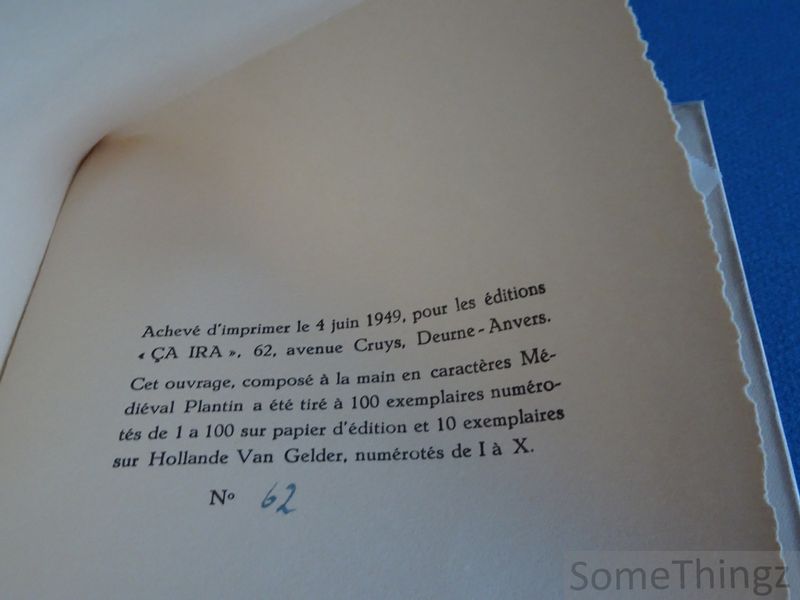 Achevé d'imprimer le 4 juin 1949, pour les éditions
« ÇA IRA », 62, avenue Cruys, Deurne-Anvers.
Cet ouvrage, composé à la main en caractères Mé-
diéval Plantin a été tiré à 100 exemplaires numéro-
tés de 1 a 100 sur papier d'édition et 10 exemplaires
sur Hollande Van Gelder, numérotés de I à X.
Nº 62
SomeThingz